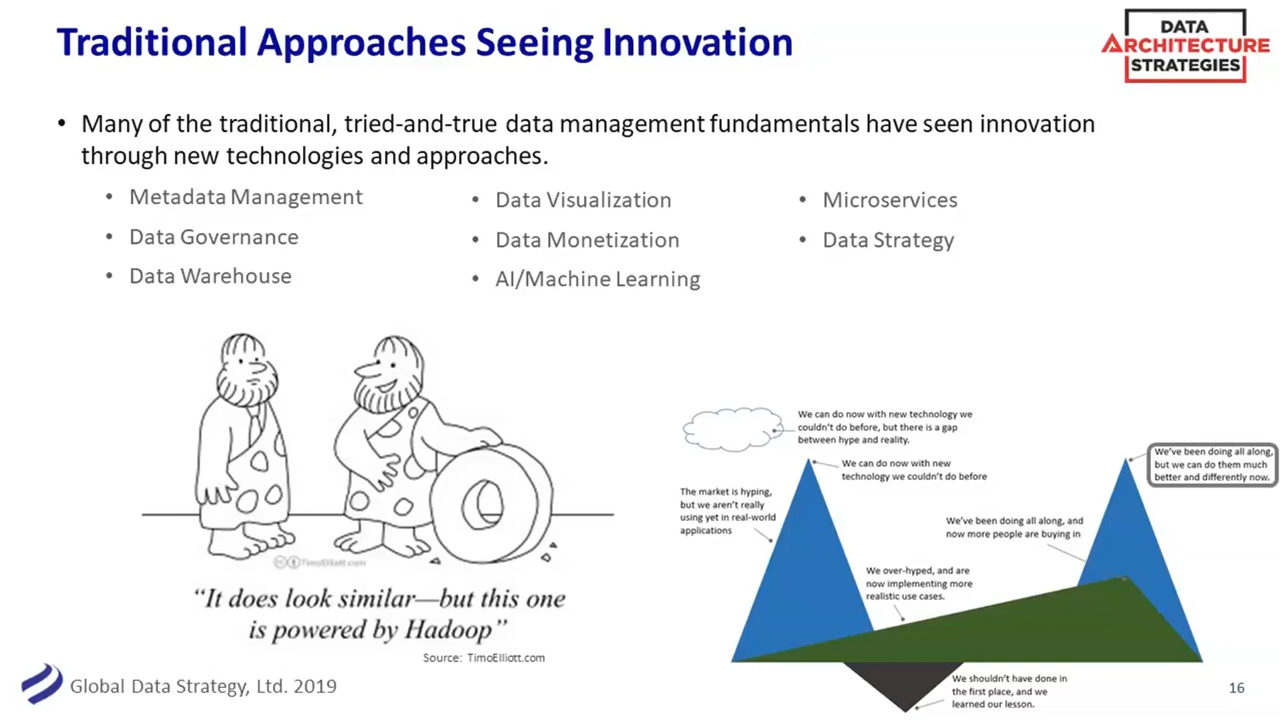 Traditional Approaches Seeing Innovation
DATA
ARCHITECTURE
STRATEGIES
• Many of the traditional, tried-and-true data management fundamentals have seen innovation
through new technologies and approaches.
• Metadata Management
• Data Governance
• Data Warehouse
• Data Visualization
• Data Monetization
• AI/Machine Learning
• Microservices
• Data Strategy
TimoElliott.com
“It does look similar—but this one
is powered by Hadoop”
Source: TimoElliott.com
We can do now with new technology we
couldn't do before, but there is a gap
between hype and reality.
We can do now with new
technology we couldn't do before
The market is hyping,
but we aren't really
using yet in real-world
applications
We over-hyped, and are
now implementing more
realistic use cases.
We've been doing all along, and
now more people are buying in
We've been doing all along,
but we can do them much
better and differently now.
We shouldn't have done in
the first place, and we
learned our lesson.
Global Data Strategy, Ltd. 2019
16